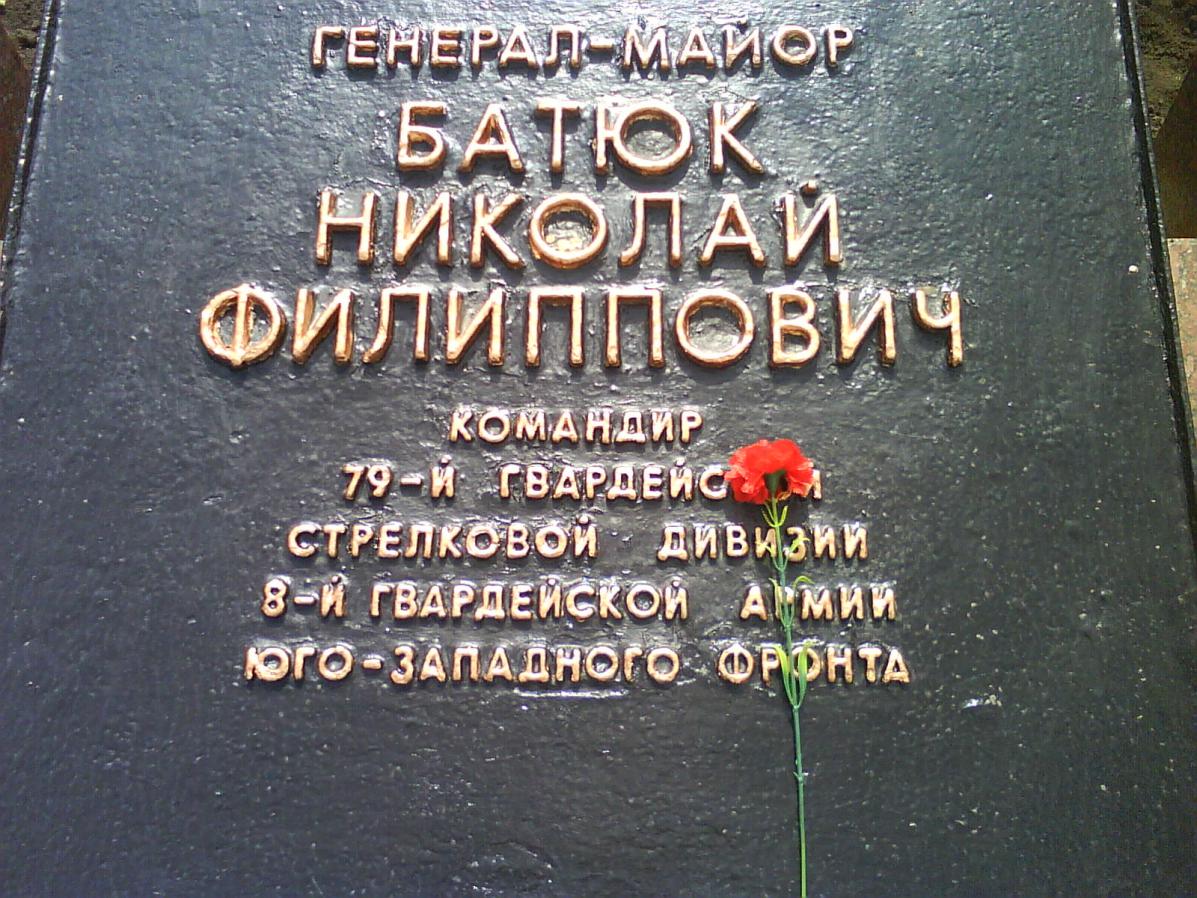 ГЕНЕРАЛ-МАЙОР
БАТЮК
НИКОЛАЙ
ФИЛИППОВИЧ
КОМАНДИР
79-Й ГВАРДЕЙСКОЙ
СТРЕЛКОВОЙ ДИВИЗИИ
8-Й ГВАРДЕЙСКОЙ АРМИИ
ЮГО-ЗАПАДНОГО ФРОНТА